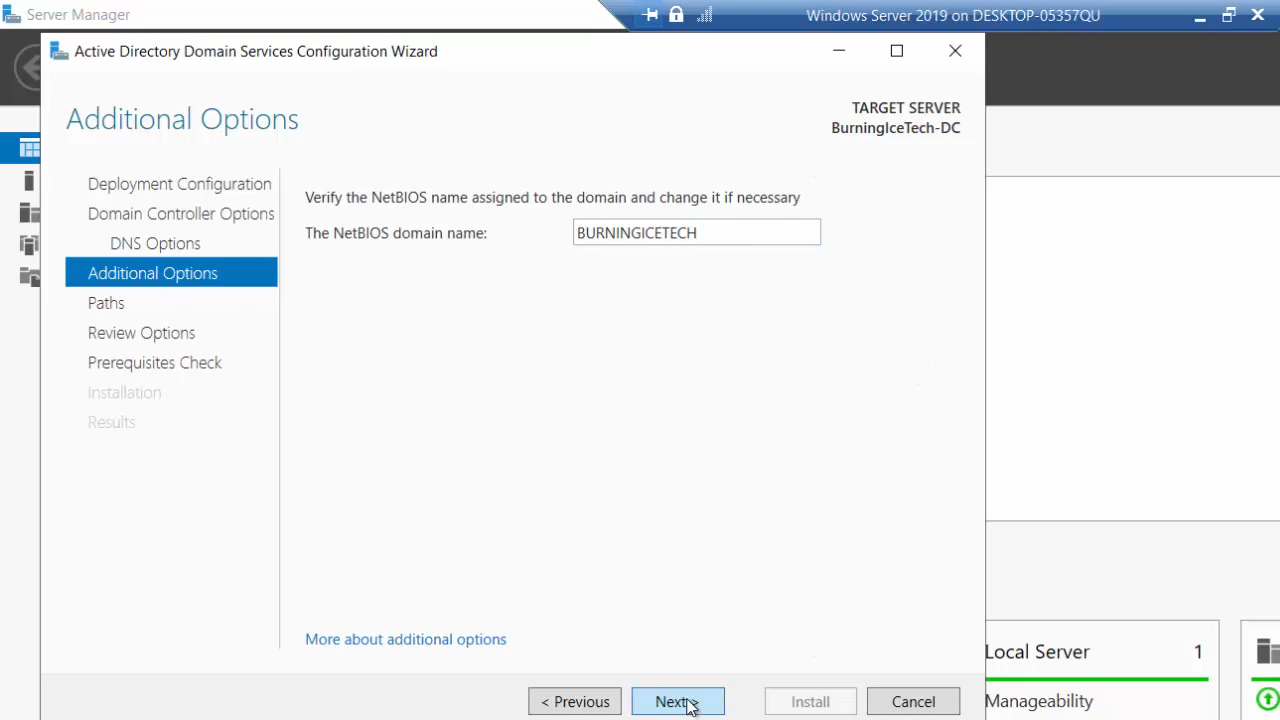 Server Manager
Windows Server 2019 on DESKTOP-05357QU
Active Directory Domain Services Configuration Wizard
Additional Options
TARGET SERVER
BurningIceTech-DC
Deployment Configuration
Domain Controller Options
DNS Options
Additional Options
Paths
Review Options
Prerequisites Check
Installation
Results
Verify the NetBIOS name assigned to the domain and change it if necessary
The NetBIOS domain name: BURNINGICETECH
More about additional options
< Previous
Next >
Install
Cancel
Local Server 1
Manageability